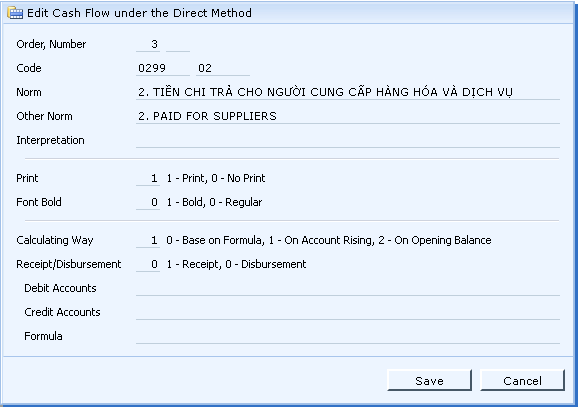 Edit Cash Flow under the Direct Method
Order, Number 3
Code 0299 02
Norm 2. TIỀN CHI TRẢ CHO NGƯỜI CUNG CẤP HÀNG HÓA VÀ DỊCH VỤ
Other Norm 2. PAID FOR SUPPLIERS
Interpretation
Print 1 1 - Print, 0 - No Print
Font Bold 0 1 - Bold, 0 - Regular
Calculating Way 1 0 - Base on Formula, 1 - On Account Rising, 2 - On Opening Balance
Receipt/Disbursement 0 1 - Receipt, 0 - Disbursement
Debit Accounts
Credit Accounts
Formula
Save Cancel